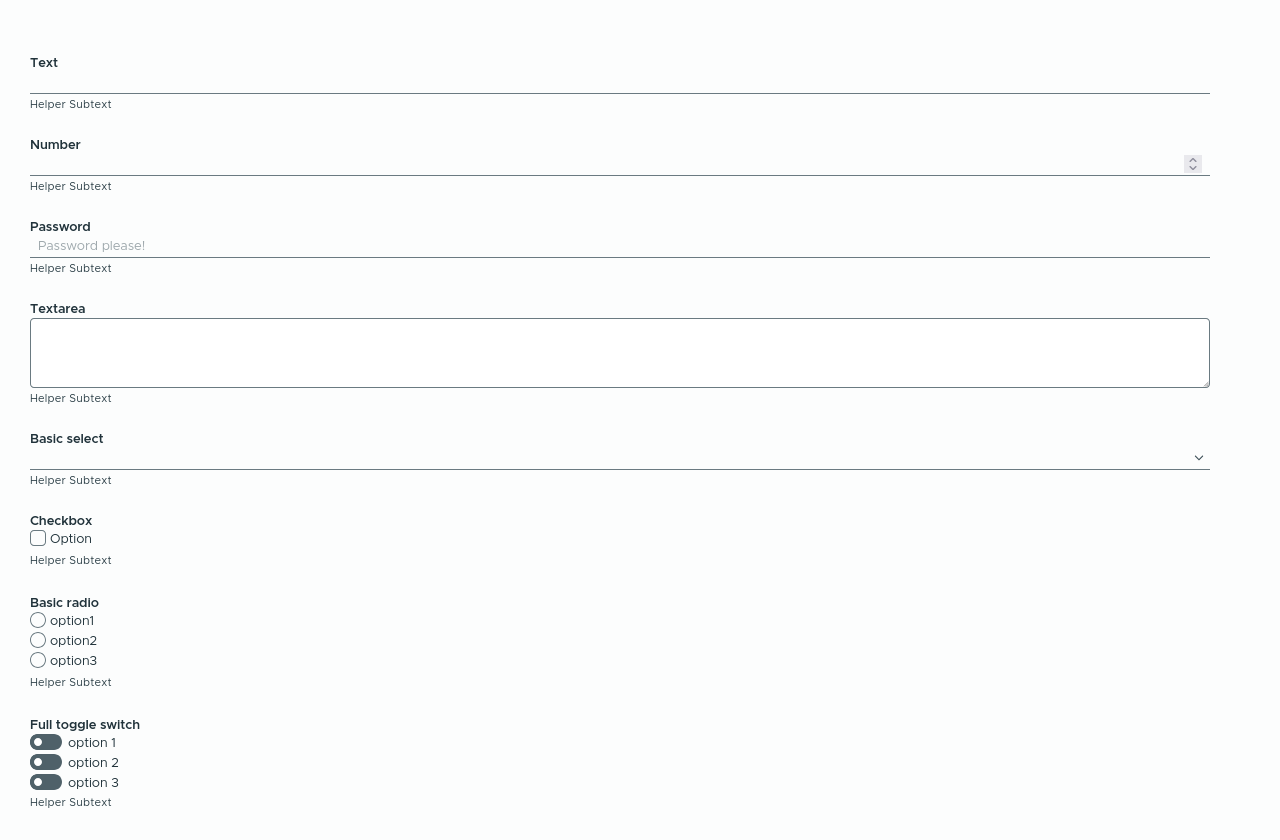 Text
Helper Subtext
Number
Helper Subtext
Password
Password please!
Helper Subtext
Textarea
Helper Subtext
Basic select
Helper Subtext
Checkbox
Option
Helper Subtext
Basic radio
option1
option2
option3
Helper Subtext
Full toggle switch
option 1
option 2
option 3
Helper Subtext